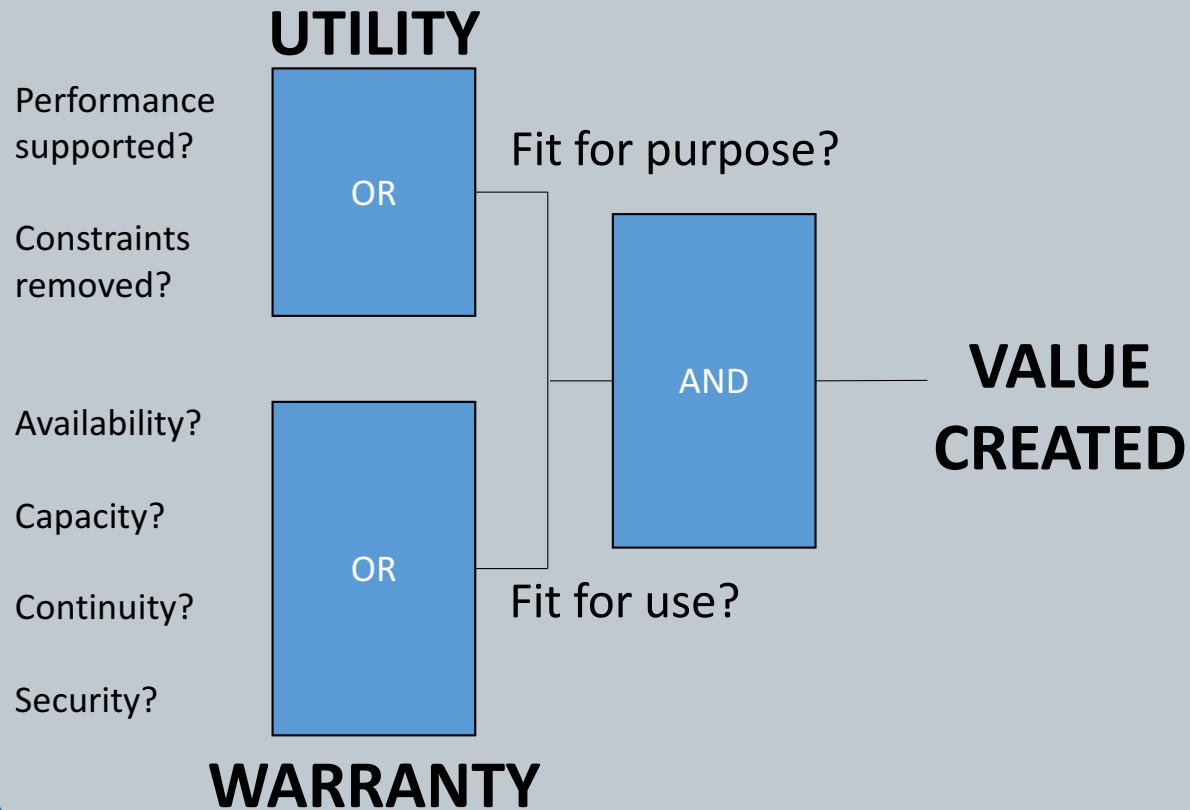 UTILITY
Performance
supported?
OR
Fit for purpose?
Constraints
removed?
Availability?
AND
VALUE
CREATED
Capacity?
OR
Continuity?
Fit for use?
Security?
WARRANTY